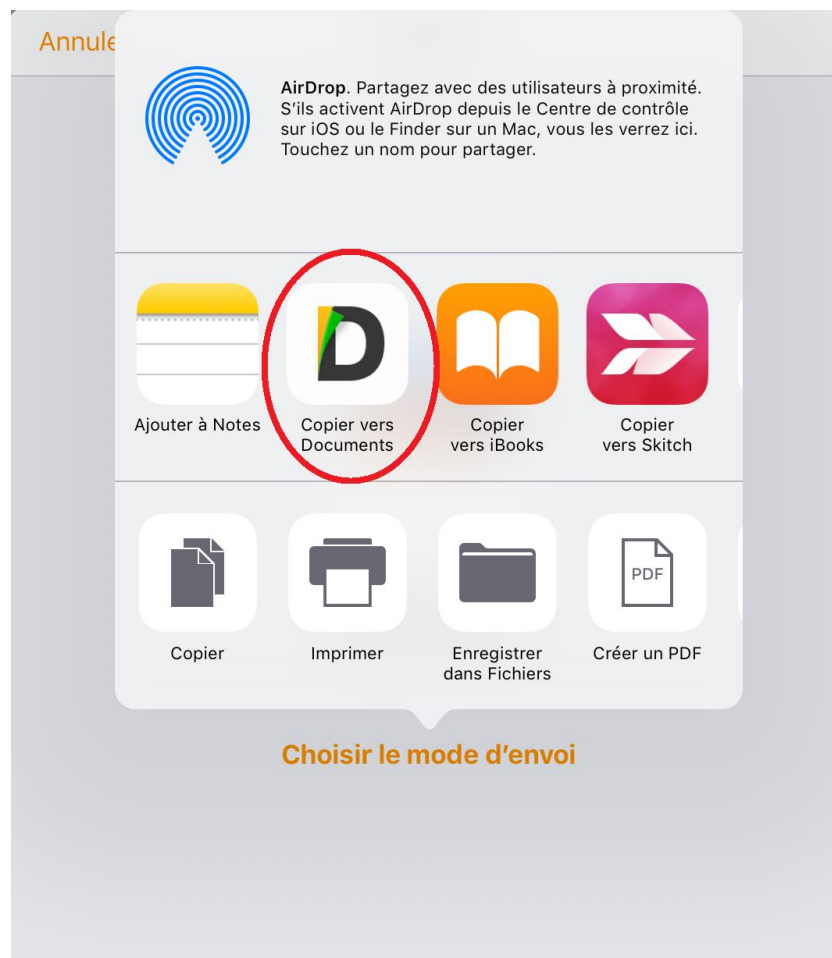 Annule
AirDrop. Partagez avec des utilisateurs à proximité.
S'ils activent AirDrop depuis le Centre de contrôle
sur iOS ou le Finder sur un Mac, vous les verrez ici.
Touchez un nom pour partager.
Ajouter à Notes
Copier vers
Documents
Copier
vers iBooks
Copier
vers Skitch
PDF
Copier
Imprimer
Enregistrer
dans Fichiers
Créer un PDF
Choisir le mode d'envoi